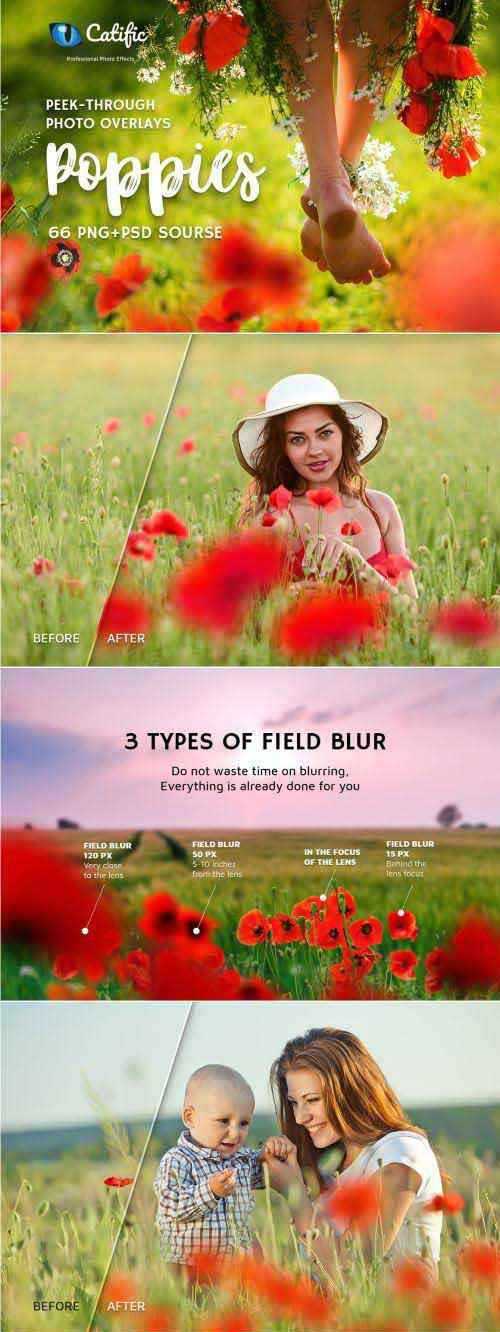 Catific
Professional Photo Effects
PEEK-THROUGH
PHOTO OVERLAYS
Poppies
66 PNG+PSD SOURSE
BEFORE
AFTER
3 TYPES OF FIELD BLUR
Do not waste time on blurring,
Everything is already done for you
FIELD BLUR
120 PX
Very close
to the lens
FIELD BLUR
50 PX
5-10 inches
from the lens
IN THE FOCUS
OF THE LENS
FIELD BLUR
15 PX
Behind the
lens focus
BEFORE
AFTER